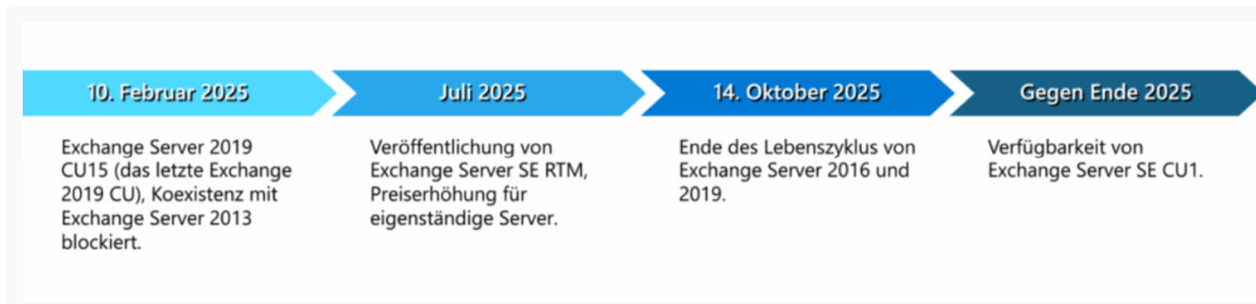 10. Februar 2025
Exchange Server 2019
CU15 (das letzte Exchange
2019 CU), Koexistenz mit
Exchange Server 2013
blockiert.
Juli 2025
Veröffentlichung von
Exchange Server SE RTM,
Preiserhöhung für
eigenständige Server.
14. Oktober 2025
Ende des Lebenszyklus von
Exchange Server 2016 und
2019.
Gegen Ende 2025
Verfügbarkeit von
Exchange Server SE CU1.